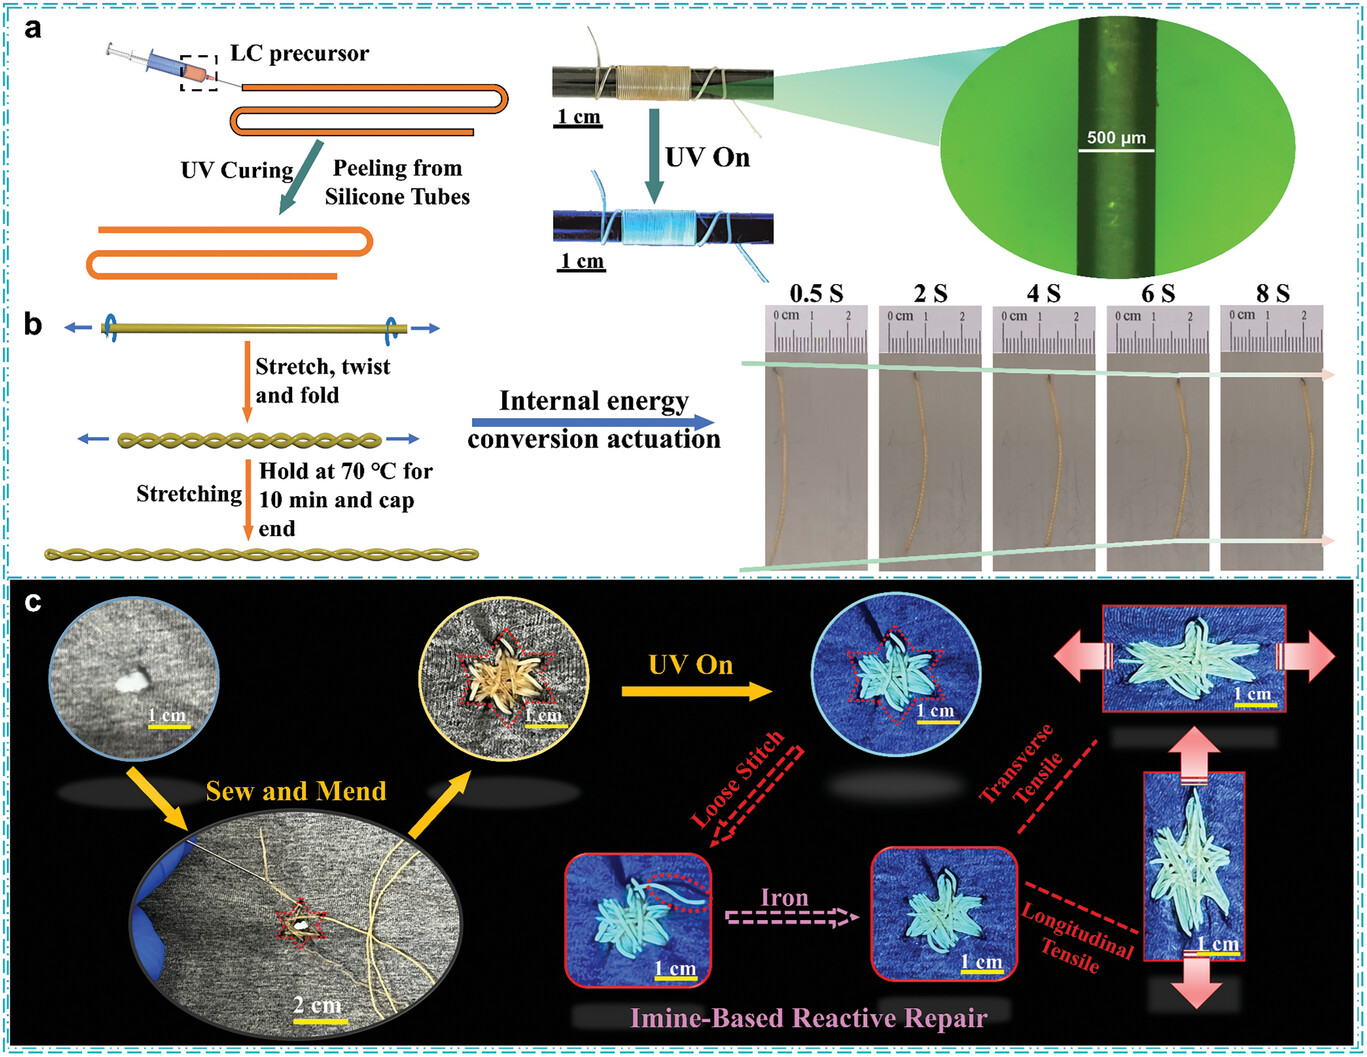 a
LC precursor
UV Curing
Peeling from
Silicone Tubes
1 cm
UV On
1 cm
500 μm
b
Stretch, twist
and fold
Stretching
Hold at 70 ℃ for
10 min and cap
end
Internal energy
conversion actuation
0.5 S
2 S
4 S
6 S
8 S
0 cm 1 2
0 cm 1 2
0 cm 1 2
0 cm 1 2
0 cm 1 2
c
1 cm
Sew and Mend
2 cm
1 cm
UV On
1 cm
Loose Stitch
1 cm
Iron
1 cm
Imine-Based Reactive Repair
Transverse
Tensile
1 cm
Longitudinal
Tensile
1 cm